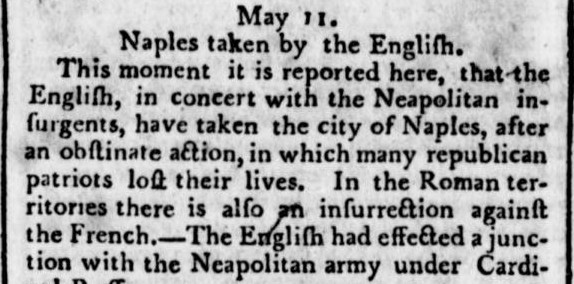 May 11.
Naples taken by the Engliſh.
This moment it is reported here, that the
Engliſh, in concert with the Neapolitan in-
ſurgents, have taken the city of Naples, after
an obſtinate action, in which many republican
patriots loſt their lives. In the Roman ter-
ritories there is alſo an inſurrection againſt
the French.—The Engliſh had effected a junc-
tion with the Neapolitan army under Cardi-